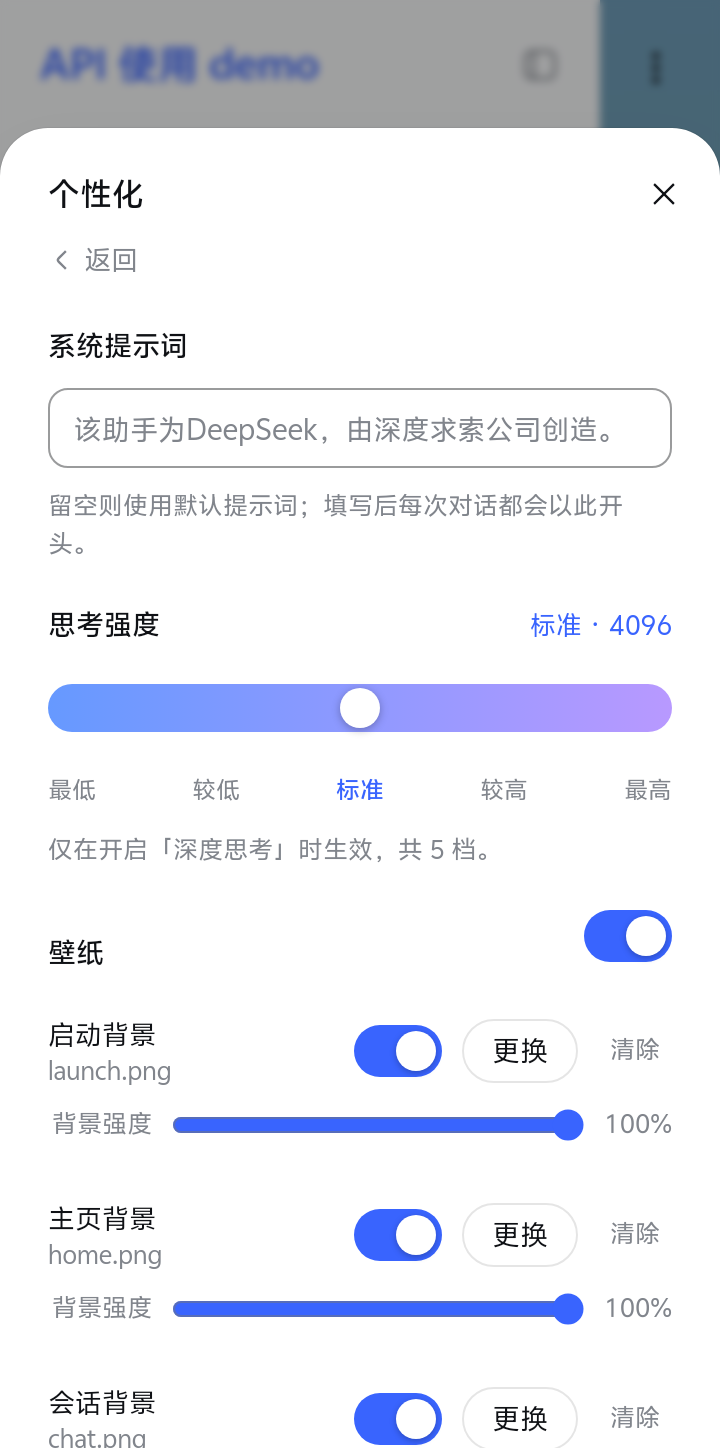 API 使用 demo
个性化
返回
系统提示词
该助手为DeepSeek，由深度求索公司创造。
留空则使用默认提示词；填写后每次对话都会以此开
头。
思考强度 标准 · 4096
最低 较低 标准 较高 最高
仅在开启「深度思考」时生效，共 5 档。
壁纸
启动背景 更换 清除
launch.png
背景强度 100%
主页背景 更换 清除
home.png
背景强度 100%
会话背景 更换 清除
chat.png